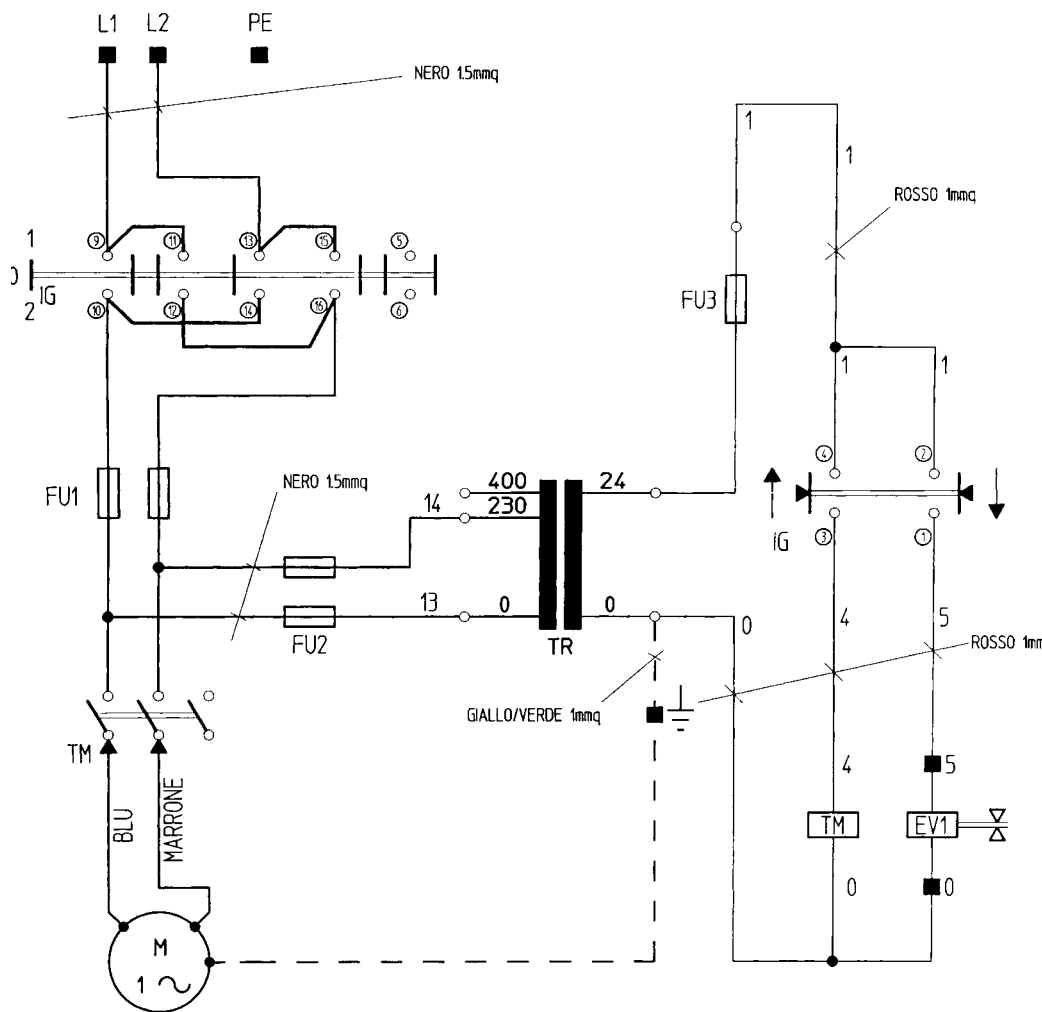 L1 L2 PE
NERO 1.5mmq
1
1
ROSSO 1mmq
9 11 13 15 5
1
IG
2
10 12 14 16 6
FU3
1 1
4 2
FU1
NERO 1.5mmq
400 24
230
14
IG
3 1
13 0 0 0
FU2
TR
4 5
ROSSO 1m
GIALLO/VERDE 1mmq
TM
4 5
BLU
MARRONE
TM EV1
0 0
M
1